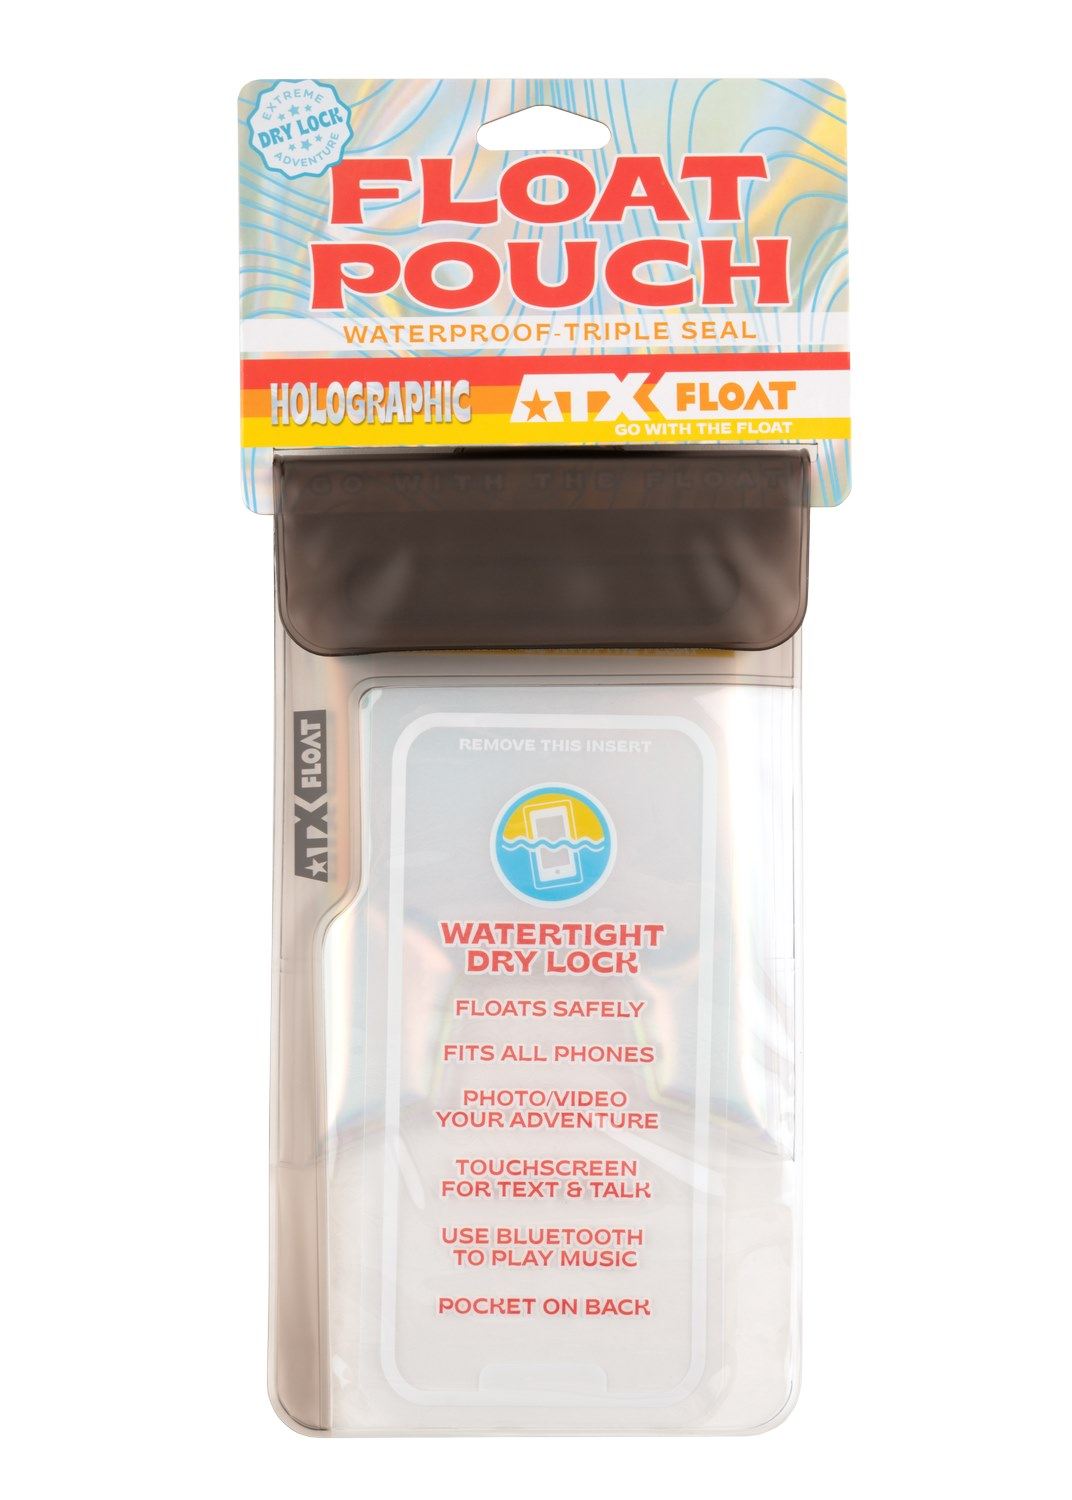 EXTREME
DRY LOCK
ADVENTURE
FLOAT
POUCH
WATERPROOF-TRIPLE SEAL
HOLOGRAPHIC
ATX FLOAT
GO WITH THE FLOAT
GO WITH THE FLOAT
ATX FLOAT
REMOVE THIS INSERT
WATERTIGHT
DRY LOCK
FLOATS SAFELY
FITS ALL PHONES
PHOTO/VIDEO
YOUR ADVENTURE
TOUCHSCREEN
FOR TEXT & TALK
USE BLUETOOTH
TO PLAY MUSIC
POCKET ON BACK